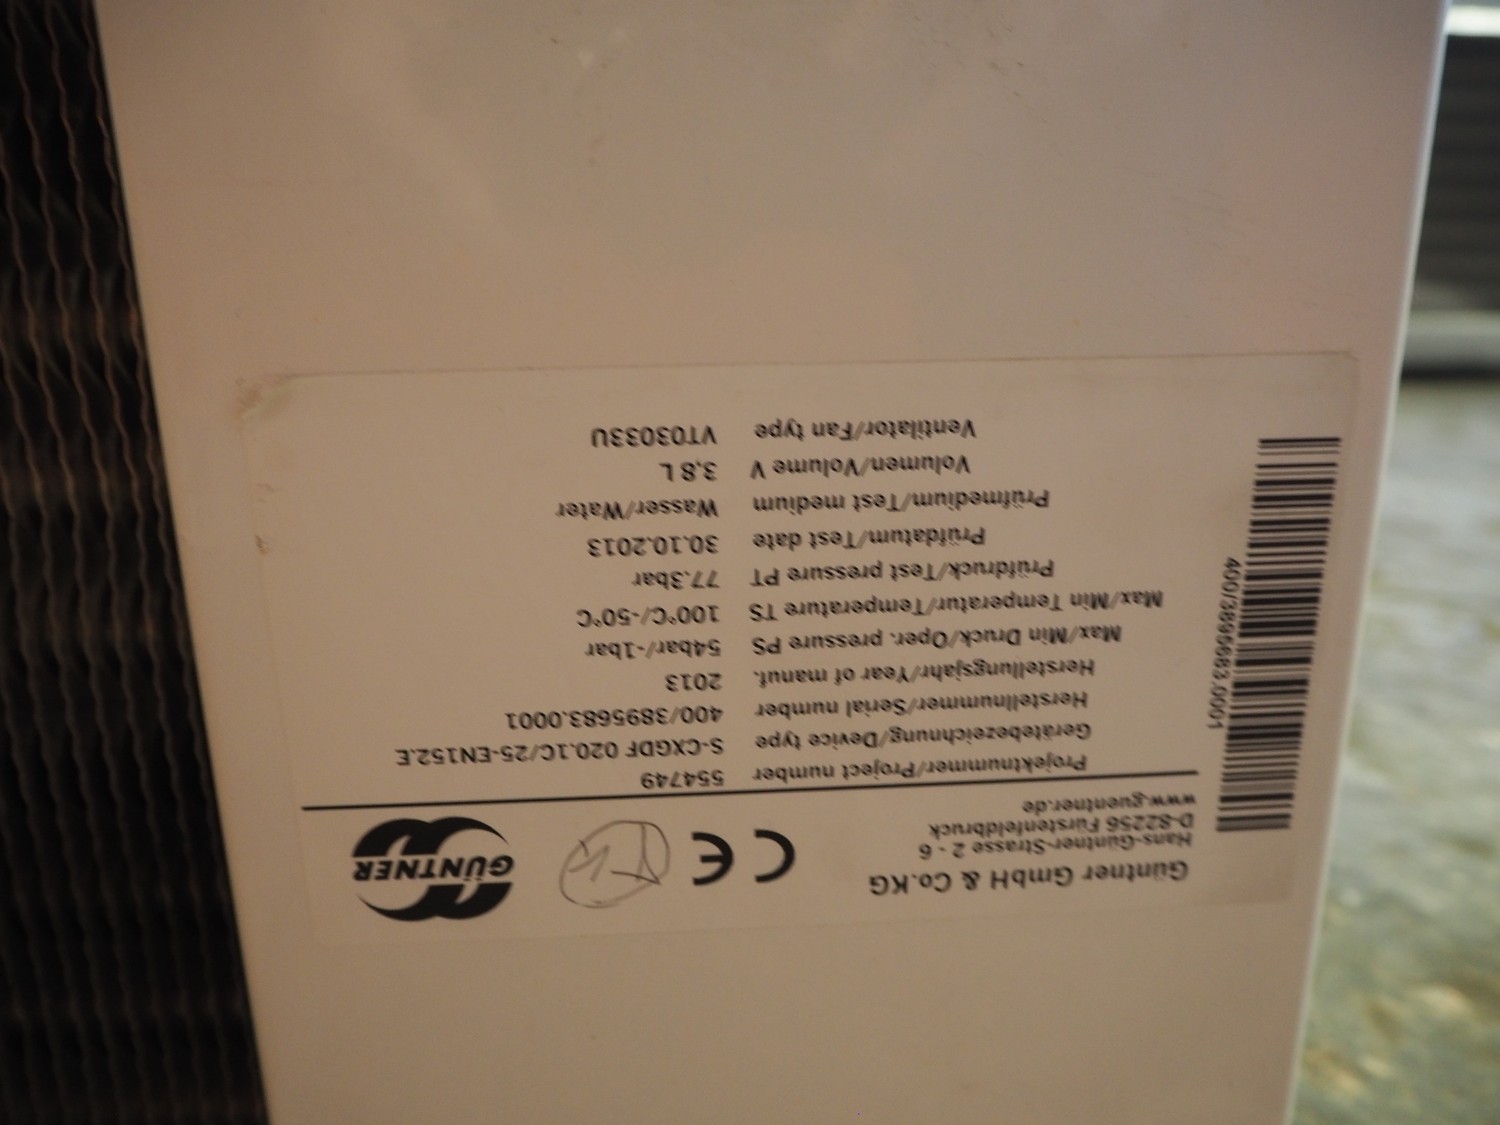 Güntner GmbH & Co.KG
Hans-Güntner-Strasse 2 - 6
D-82256 Fürstenfeldbruck
www.guentner.de
CE
GÜNTNER
Projektnummer/Project number 554749
Gerätebezeichnung/Device type S-CXGDF 020.1C/25-EN152.E
Herstellnummer/Serial number 400/3895683.0001
Herstellungsjahr/Year of manuf. 2013
Max/Min Druck/Oper. pressure PS 54bar/-1bar
Max/Min Temperatur/Temperature TS 100°C/-50°C
Prüfdruck/Test pressure PT 77.3bar
Prüfdatum/Test date 30.10.2013
Prüfmedium/Test medium Wasser/Water
Volumen/Volume V 3,8 L
Ventilator/Fan type VT03033U
400/3895683.0001